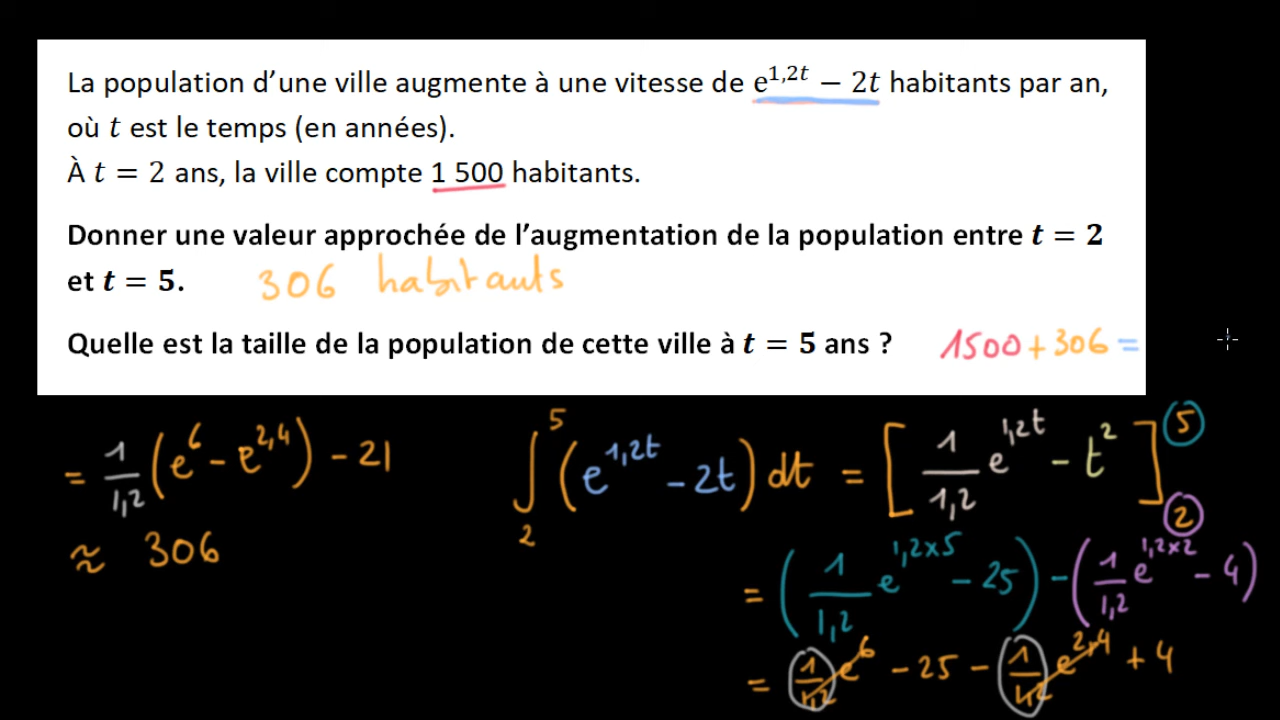 La population d’une ville augmente à une vitesse de e^{1,2t} − 2t habitants par an,
où t est le temps (en années).
À t = 2 ans, la ville compte 1 500 habitants.
Donner une valeur approchée de l’augmentation de la population entre t = 2
et t = 5. 306 habitants
Quelle est la taille de la population de cette ville à t = 5 ans ? 1500 + 306 =
= 1/1,2 (e^6 - e^{2,4}) - 21
≈ 306
∫_2^5 (e^{1,2t} - 2t) dt = [1/1,2 e^{1,2t} - t^2]_2^5
= (1/1,2 e^{1,2×5} - 25) - (1/1,2 e^{1,2×2} - 4)
= 1/1,2 e^6 - 25 - 1/1,2 e^{2,4} + 4